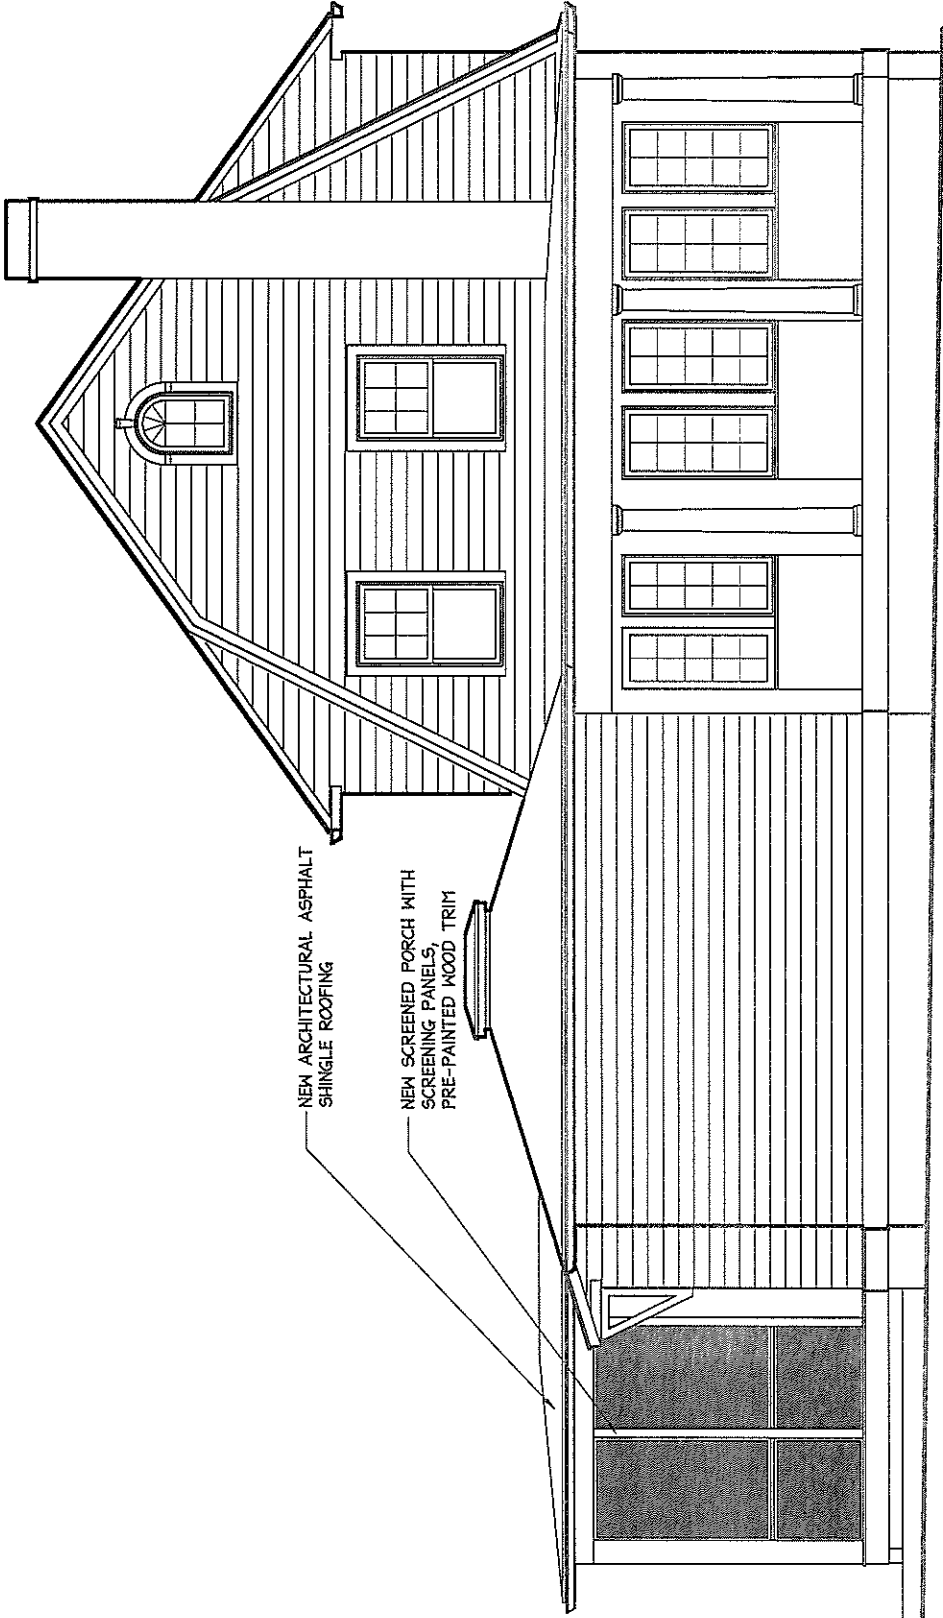 NEW ARCHITECTURAL ASPHALT
SHINGLE ROOFING
NEW SCREENED PORCH WITH
SCREENING PANELS,
PRE-PAINTED WOOD TRIM